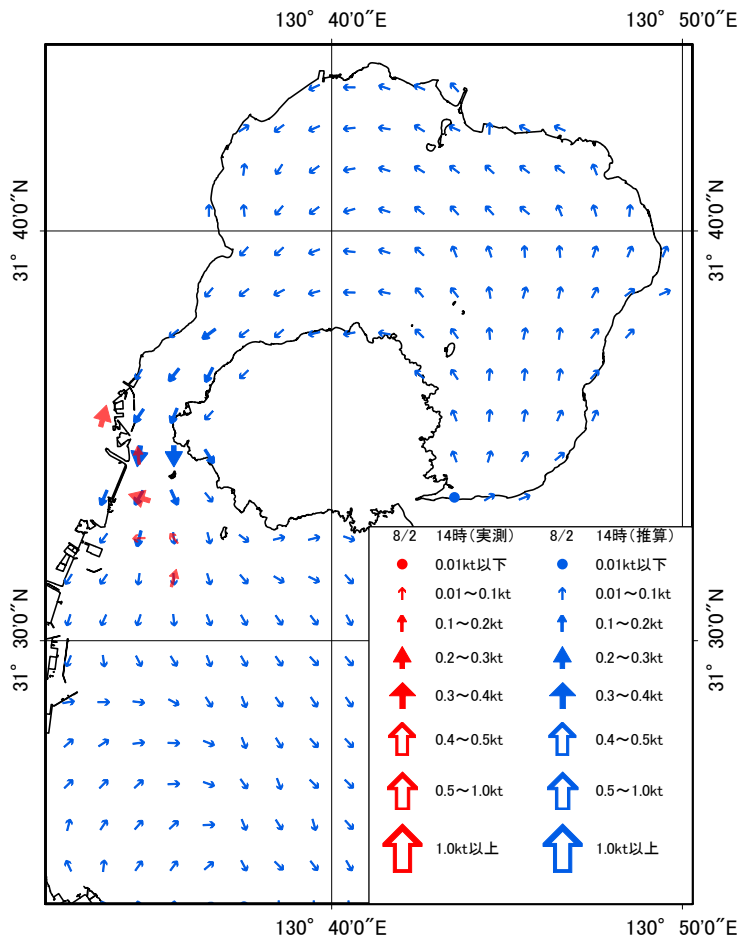 130° 40'0"E 130° 50'0"E
31° 40'0"N
31° 40'0"N
31° 30'0"N
31° 30'0"N
8/2 14時(実測) 8/2 14時(推算)
0.01kt以下 0.01kt以下
0.01～0.1kt 0.01～0.1kt
0.1～0.2kt 0.1～0.2kt
0.2～0.3kt 0.2～0.3kt
0.3～0.4kt 0.3～0.4kt
0.4～0.5kt 0.4～0.5kt
0.5～1.0kt 0.5～1.0kt
1.0kt以上 1.0kt以上
130° 40'0"E 130° 50'0"E